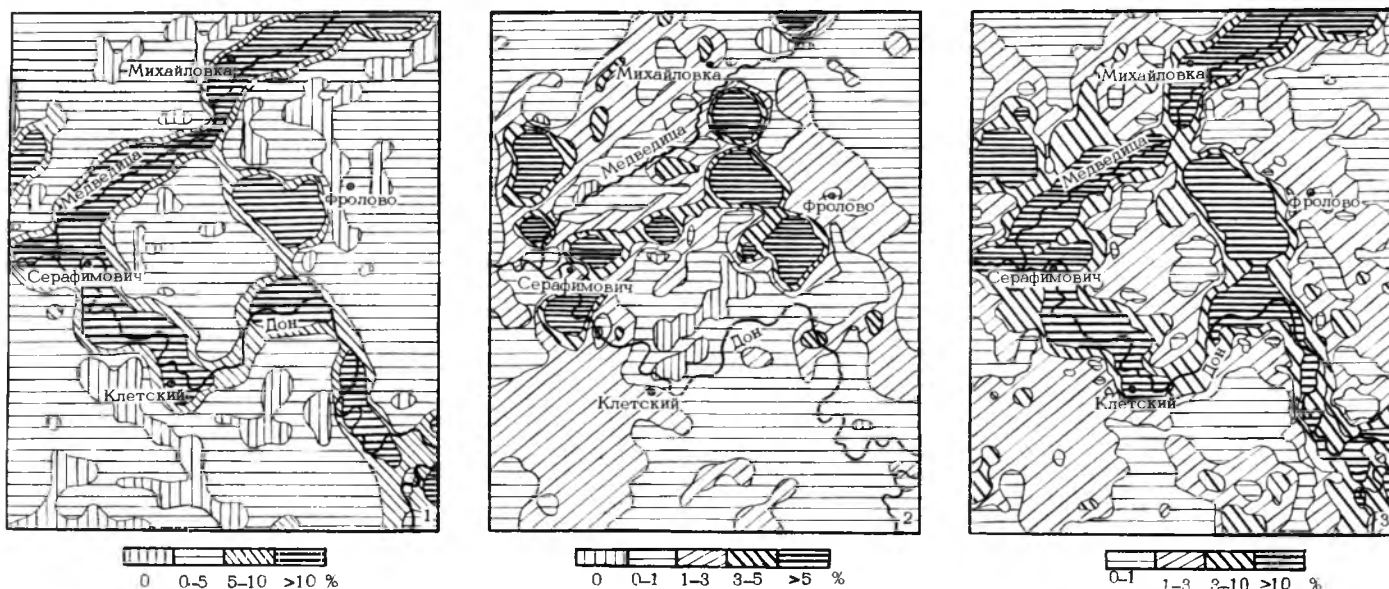 Михайловка
Медведица
Фролово
Серафимович
Дон
Клетский
1
0 0-5 5-10 >10 %
Михайловка
Медведица
Фролово
Серафимович
Дон
Клетский
2
0 0-1 1-3 3-5 >5 %
Михайловка
Медведица
Фролово
Серафимович
Дон
Клетский
3
0-1 1-3 3-10 >10 %